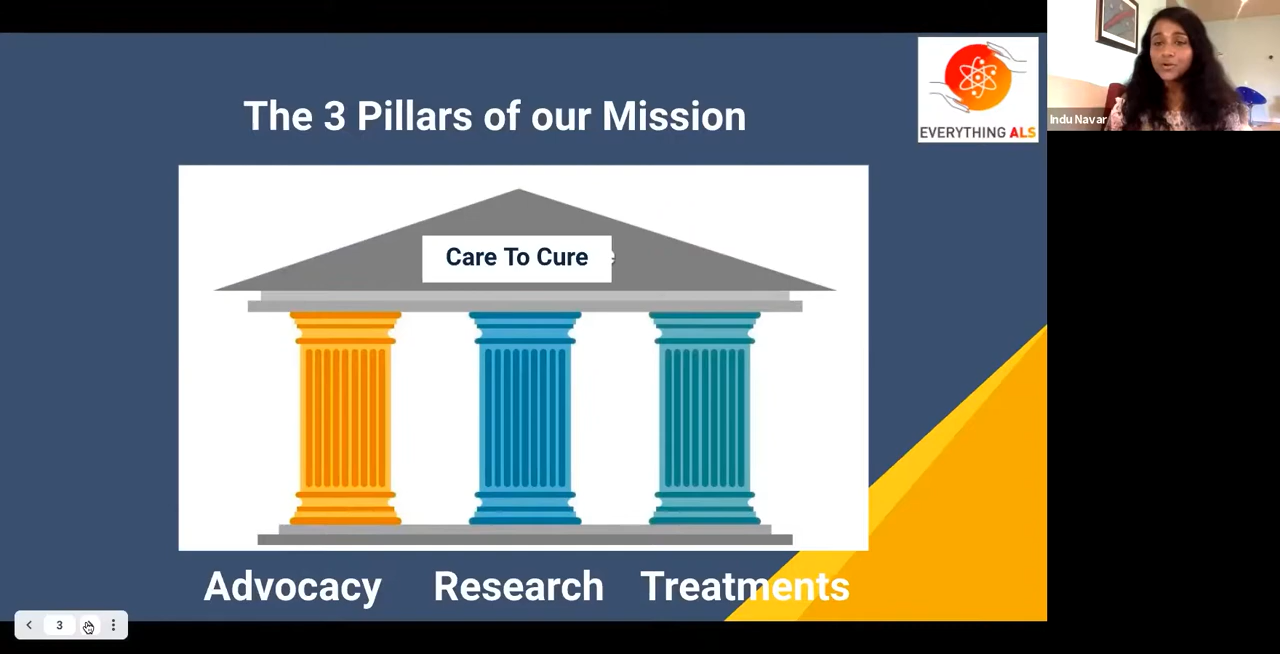 The 3 Pillars of our Mission
EVERYTHING ALS
Indu Navar
Care To Cure
Advocacy Research Treatments
3